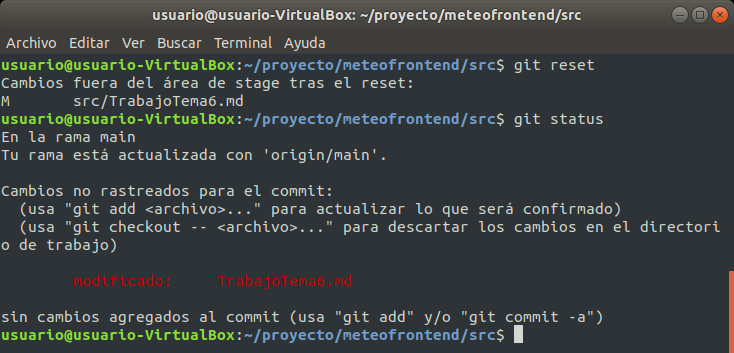 usuario@usuario-VirtualBox: ~/proyecto/meteofrontend/src
Archivo Editar Ver Buscar Terminal Ayuda
usuario@usuario-VirtualBox:~/proyecto/meteofrontend/src$ git reset
Cambios fuera del área de stage tras el reset:
M       src/TrabajoTema6.md
usuario@usuario-VirtualBox:~/proyecto/meteofrontend/src$ git status
En la rama main
Tu rama está actualizada con 'origin/main'.
Cambios no rastreados para el commit:
  (usa "git add <archivo>..." para actualizar lo que será confirmado)
  (usa "git checkout -- <archivo>..." para descartar los cambios en el directori
o de trabajo)
        modificado:     TrabajoTema6.md
sin cambios agregados al commit (usa "git add" y/o "git commit -a")
usuario@usuario-VirtualBox:~/proyecto/meteofrontend/src$